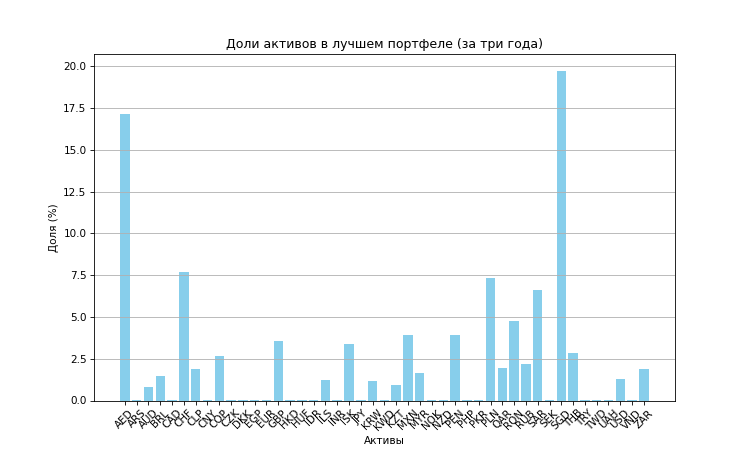 Доли активов в лучшем портфеле (за три года)
20.0
17.5
15.0
12.5
10.0
7.5
5.0
2.5
0.0
Доля (%)
AED ARS AUD BRL CAD CHF CLP CNY COP CZK DKK EGP EUR GBP HKD HUF IDR ILS INR ISK JPY KRW KWD KZT MXN MYR NOK NZD PEN PHP PKR PLN QAR RON RUB SAR SEK SGD THB TRY TWD UAH USD VND ZAR
Активы